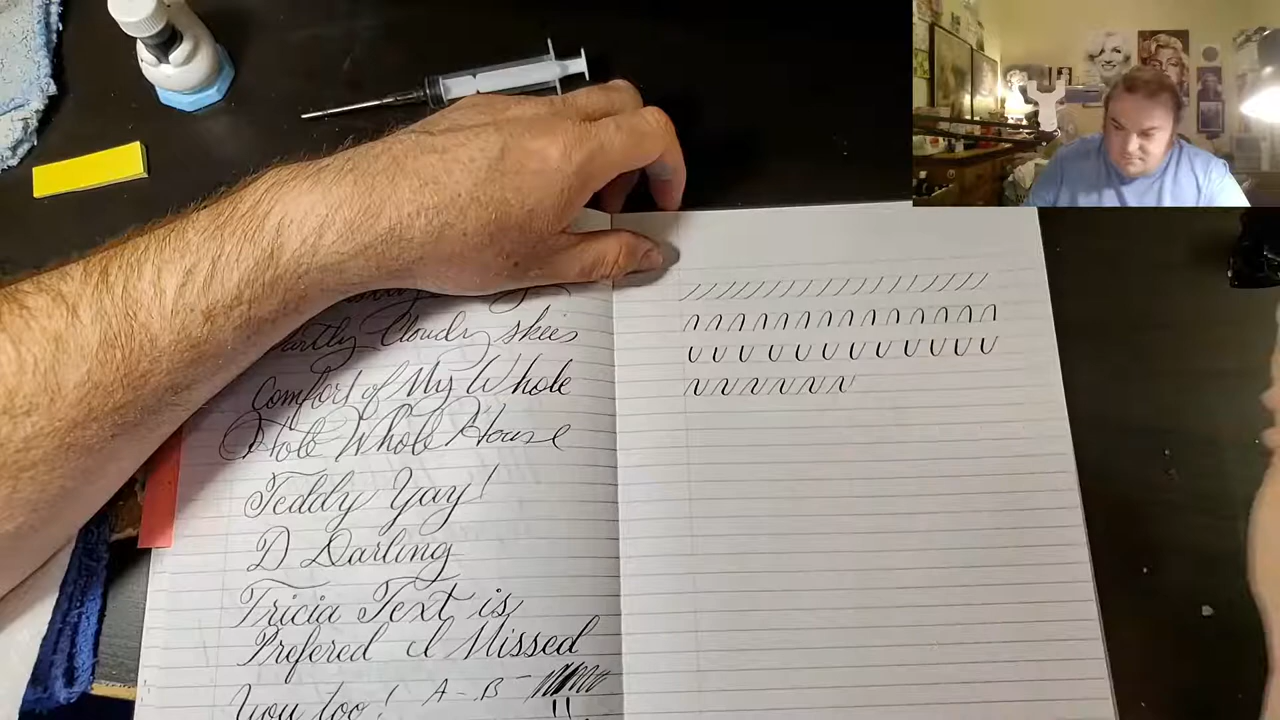 Partly Cloudy skies
Comfort of My Whole
Hole Whole House
Teddy Yay!
D Darling
Tricia Text is
Prefered I Missed
You too! A-B-